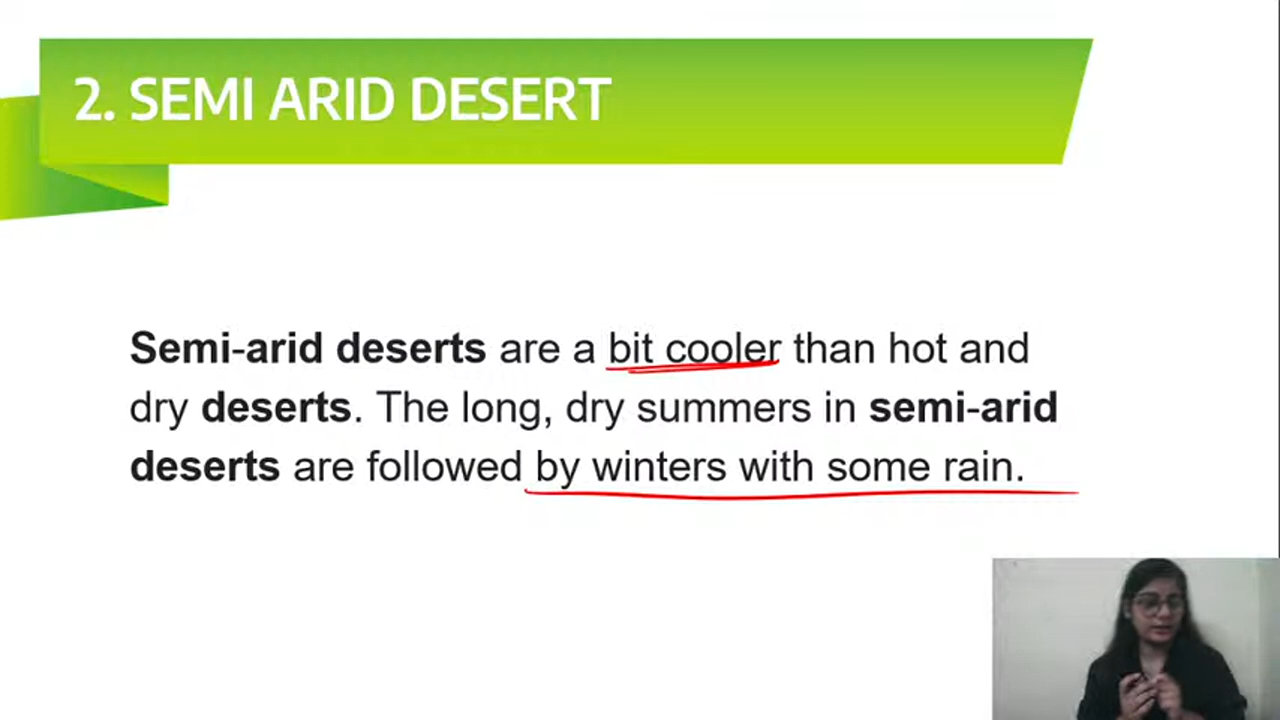 2. SEMI ARID DESERT
Semi-arid deserts are a bit cooler than hot and
dry deserts. The long, dry summers in semi-arid
deserts are followed by winters with some rain.